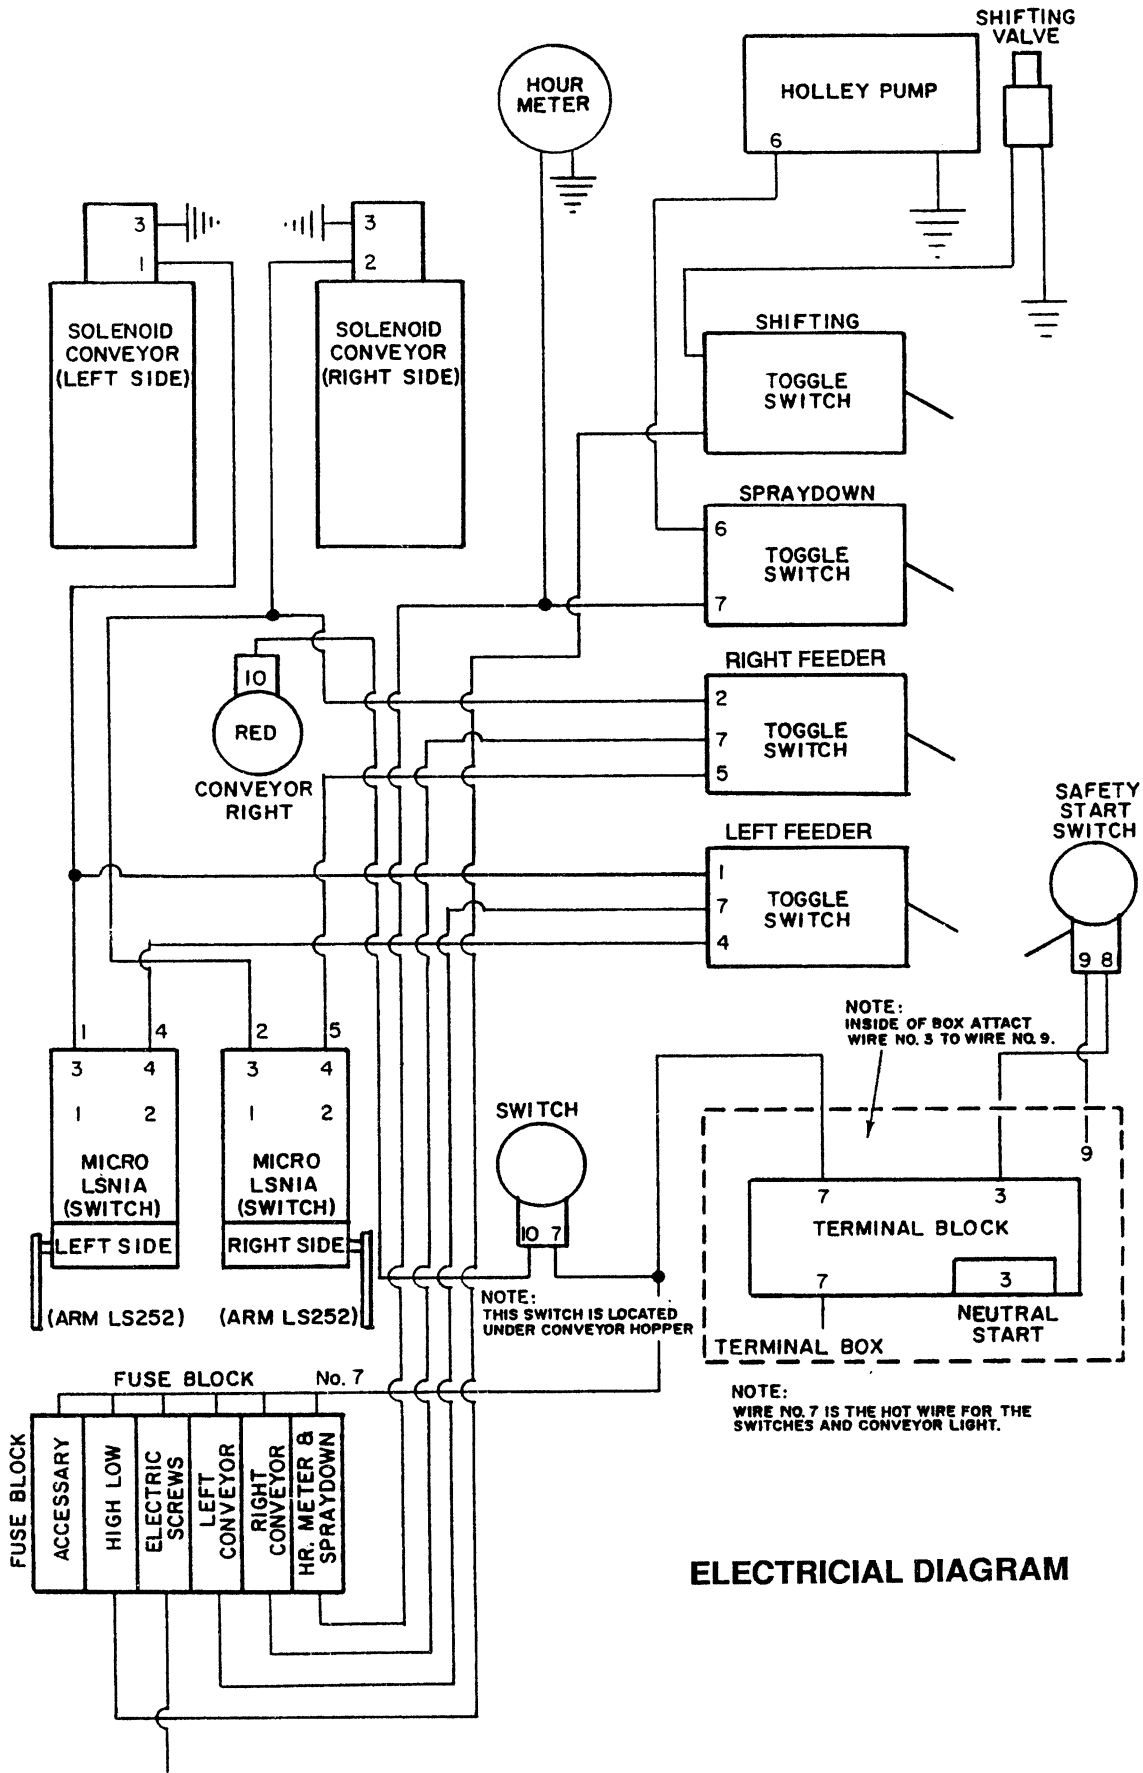 SHIFTING
VALVE
HOUR
METER
HOLLEY PUMP
6
3
1
3
2
SOLENOID
CONVEYOR
(LEFT SIDE)
SOLENOID
CONVEYOR
(RIGHT SIDE)
SHIFTING
TOGGLE
SWITCH
SPRAYDOWN
6
TOGGLE
SWITCH
7
10
RED
CONVEYOR
RIGHT
RIGHT FEEDER
2
7
5
TOGGLE
SWITCH
LEFT FEEDER
1
7
4
TOGGLE
SWITCH
SAFETY
START
SWITCH
9 8
NOTE:
INSIDE OF BOX ATTACT
WIRE NO. 3 TO WIRE NO. 9.
1
4
2
5
3 4
1 2
MICRO
LSNIA
(SWITCH)
LEFT SIDE
(ARM LS252)
3 4
1 2
MICRO
LSNIA
(SWITCH)
RIGHT SIDE
(ARM LS252)
SWITCH
10 7
NOTE:
THIS SWITCH IS LOCATED
UNDER CONVEYOR HOPPER
9
7
3
TERMINAL BLOCK
7
3
NEUTRAL
START
TERMINAL BOX
NOTE:
WIRE NO. 7 IS THE HOT WIRE FOR THE
SWITCHES AND CONVEYOR LIGHT.
FUSE BLOCK
No. 7
FUSE BLOCK
ACCESSARY
HIGH LOW
ELECTRIC
SCREWS
LEFT
CONVEYOR
RIGHT
CONVEYOR
HR. METER &
SPRAYDOWN
ELECTRICIAL DIAGRAM